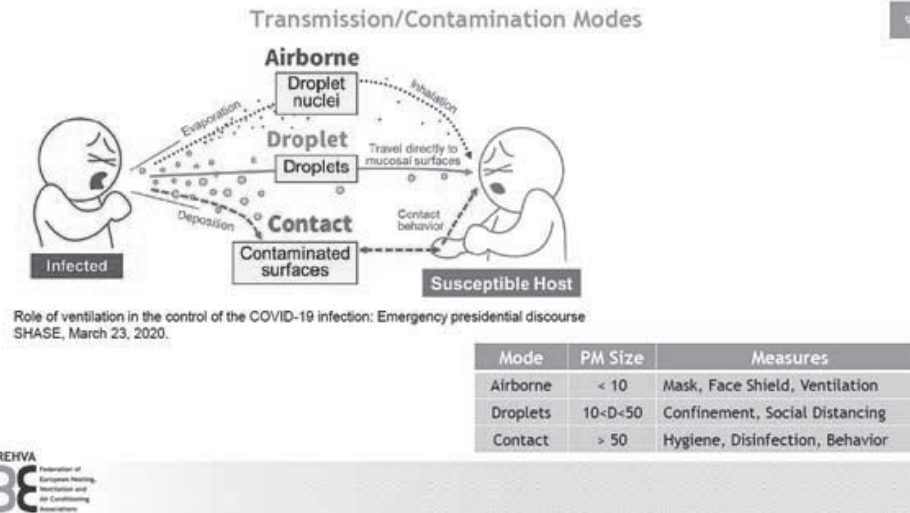 Transmission/Contamination Modes
Airborne
Droplet
nuclei
Inhalation
Evaporation
Droplet
Droplets
Travel directly to
mucosal surfaces
Deposition
Contact
Contaminated
surfaces
Contact
behavior
Infected
Susceptible Host
Role of ventilation in the control of the COVID-19 infection: Emergency presidential discourse
SHASE, March 23, 2020.
Mode PM Size Measures
Airborne < 10 Mask, Face Shield, Ventilation
Droplets 10<D<50 Confinement, Social Distancing
Contact > 50 Hygiene, Disinfection, Behavior
REHVA
Federation of
European Heating,
Ventilation and
Air Conditioning
Associations